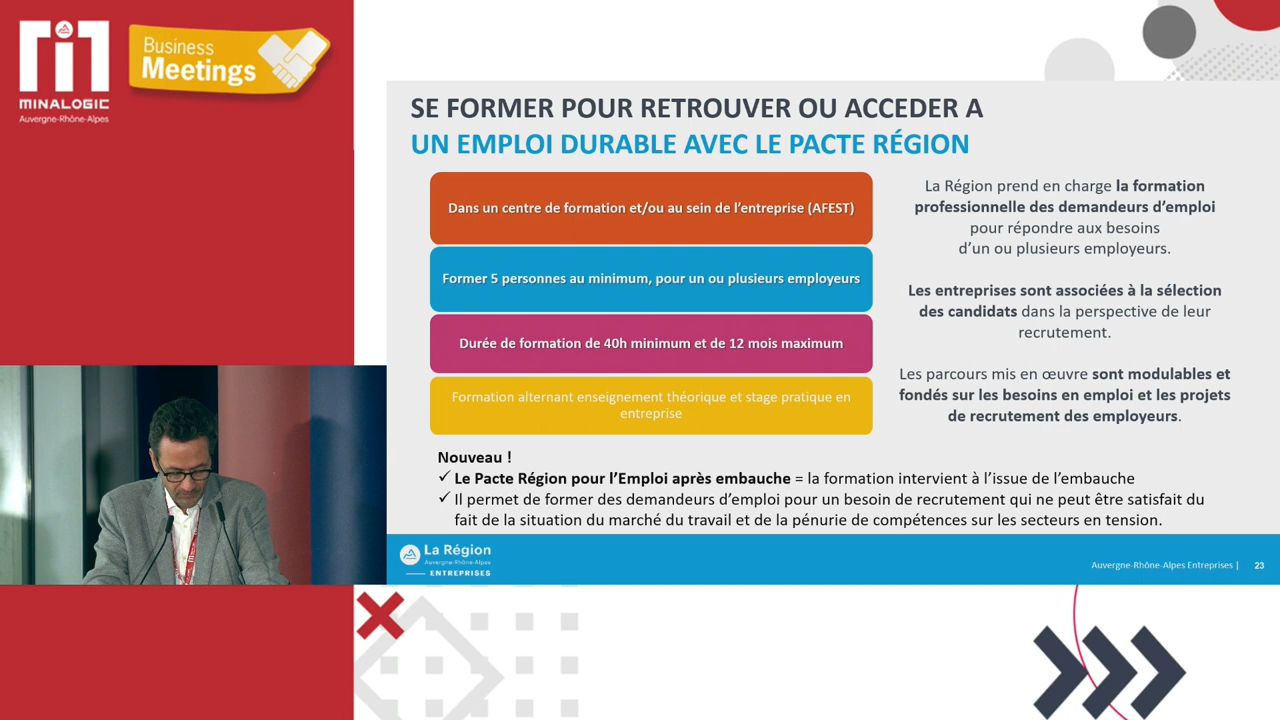 MINALOGIC
Auvergne-Rhône-Alpes
Business
Meetings
SE FORMER POUR RETROUVER OU ACCEDER A
UN EMPLOI DURABLE AVEC LE PACTE RÉGION
Dans un centre de formation et/ou au sein de l'entreprise (AFEST)
Former 5 personnes au minimum, pour un ou plusieurs employeurs
Durée de formation de 40h minimum et de 12 mois maximum
Formation alternant enseignement théorique et stage pratique en
entreprise
La Région prend en charge la formation
professionnelle des demandeurs d'emploi
pour répondre aux besoins
d'un ou plusieurs employeurs.
Les entreprises sont associées à la sélection
des candidats dans la perspective de leur
recrutement.
Les parcours mis en œuvre sont modulables et
fondés sur les besoins en emploi et les projets
de recrutement des employeurs.
Nouveau !
✓ Le Pacte Région pour l'Emploi après embauche = la formation intervient à l'issue de l'embauche
✓ Il permet de former des demandeurs d'emploi pour un besoin de recrutement qui ne peut être satisfait du
fait de la situation du marché du travail et de la pénurie de compétences sur les secteurs en tension.
La Région
Auvergne-Rhône-Alpes
ENTREPRISES
Auvergne-Rhône-Alpes Entreprises | 23